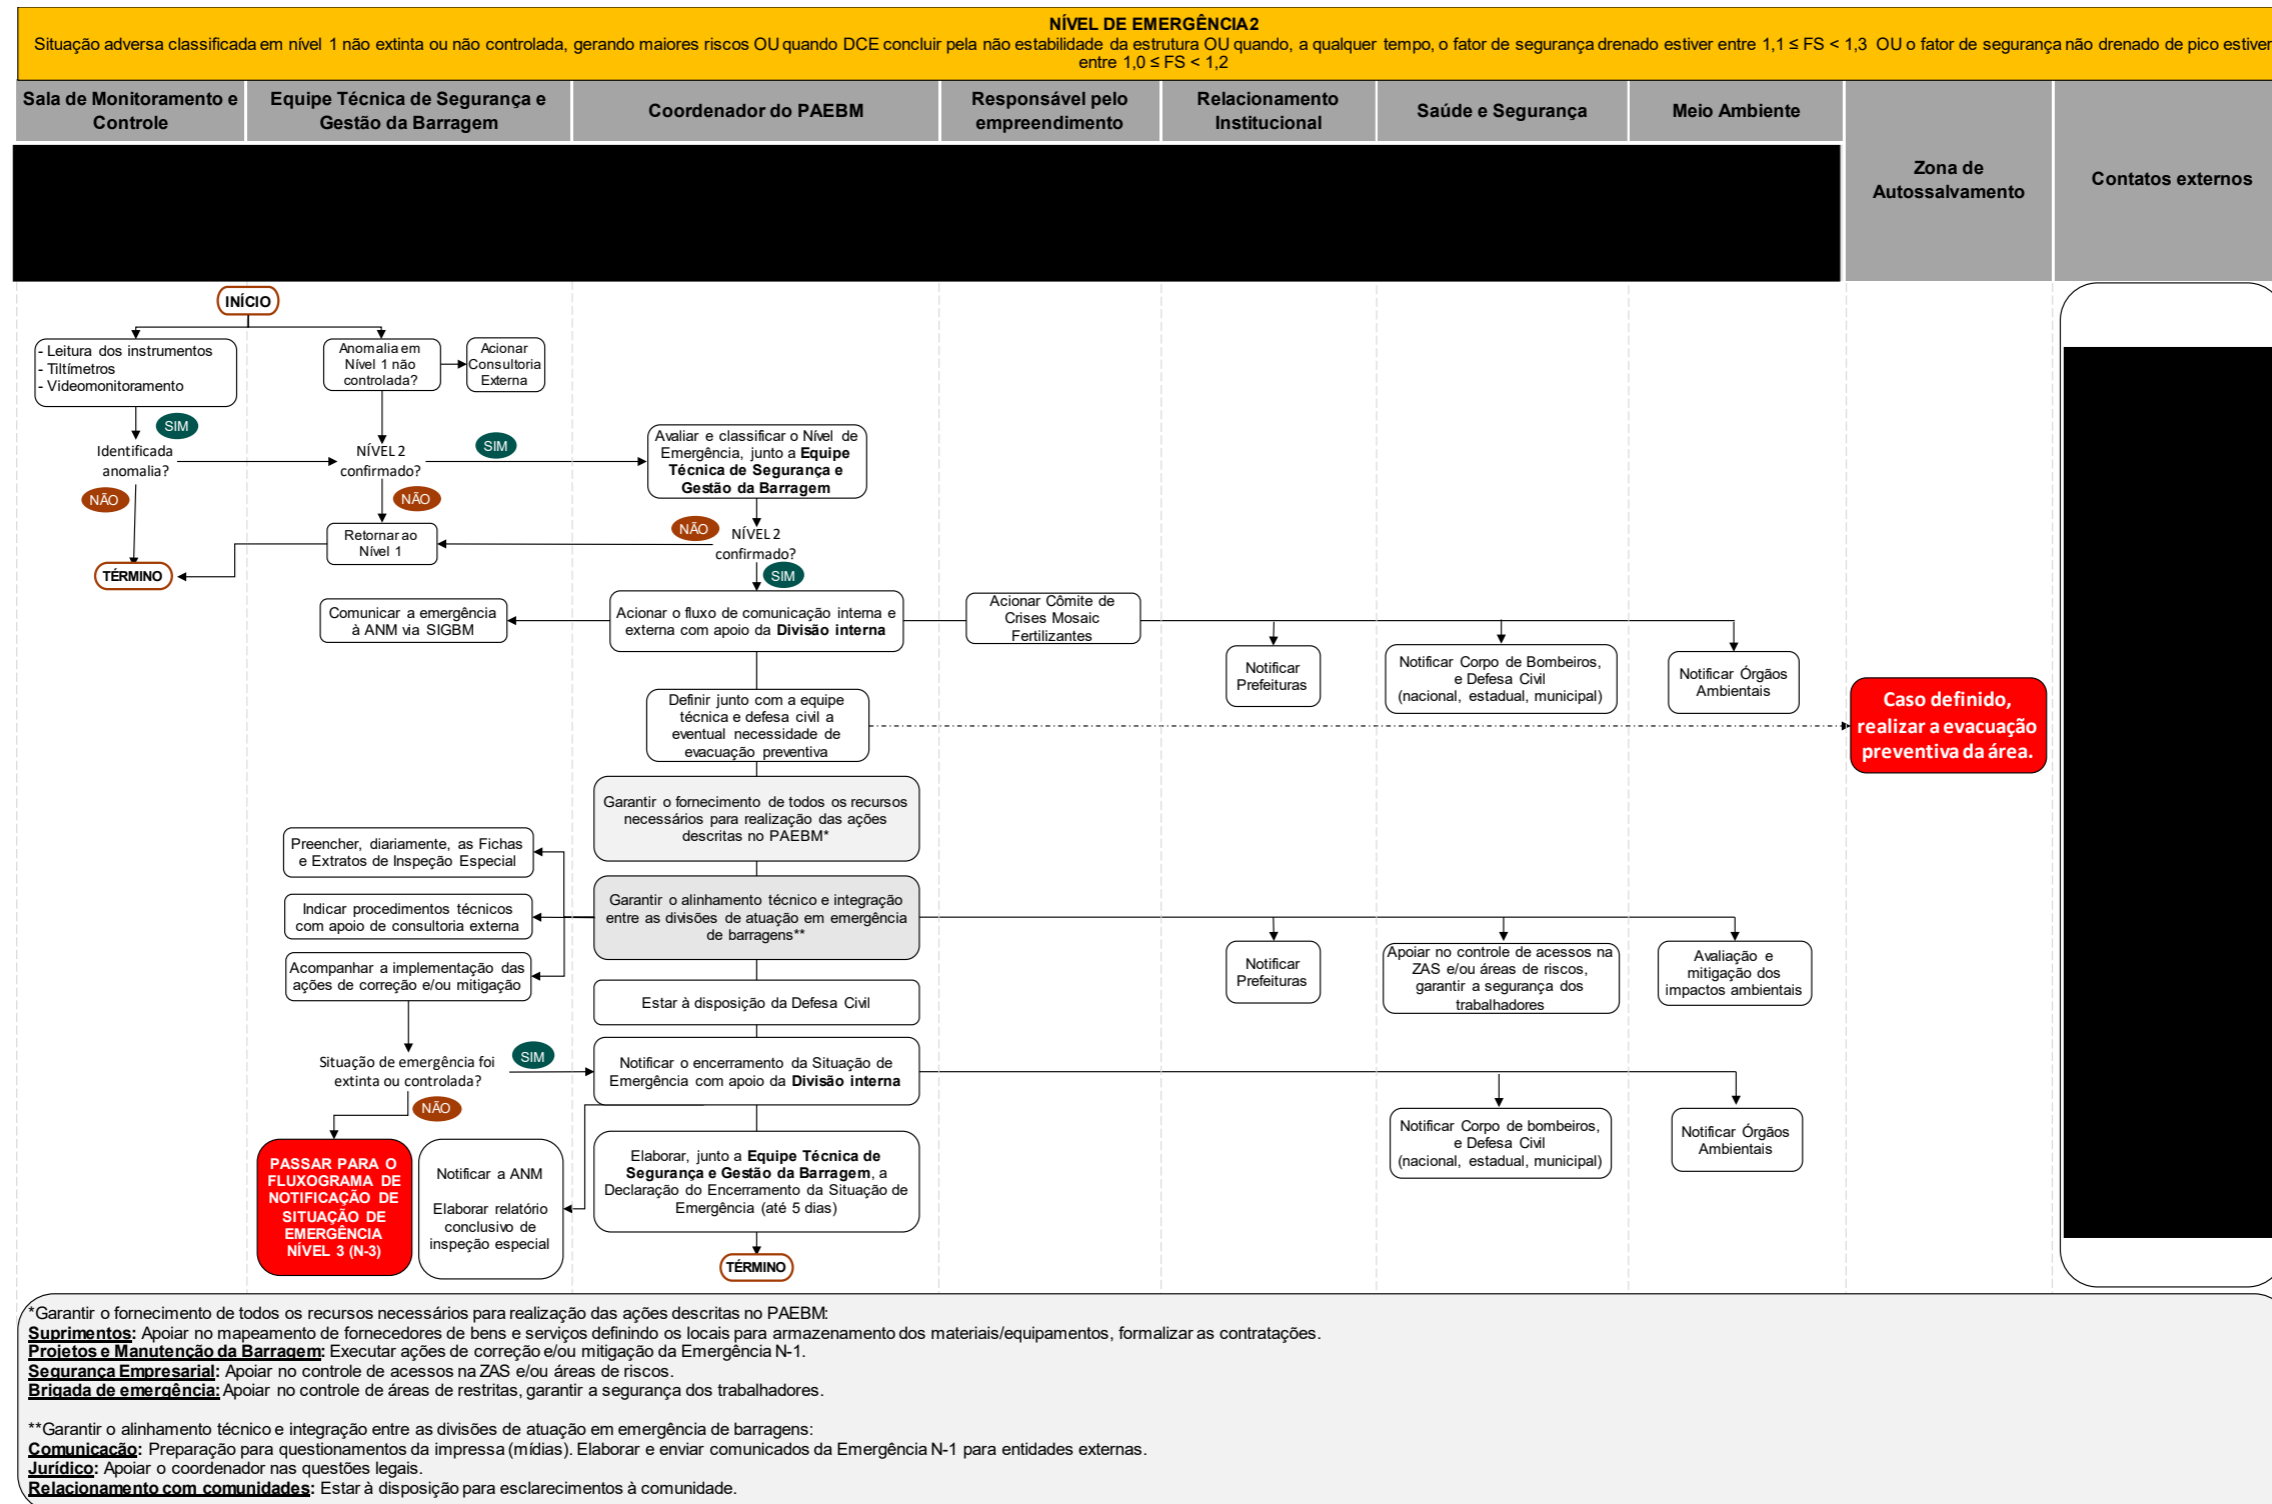 NÍVEL DE EMERGÊNCIA 2
Situação adversa classificada em nível 1 não extinta ou não controlada, gerando maiores riscos OU quando DCE concluir pela não estabilidade da estrutura OU quando, a qualquer tempo, o fator de segurança drenado estiver entre 1,1 ≤ FS < 1,3 OU o fator de segurança não drenado de pico estiver
entre 1,0 ≤ FS < 1,2
Sala de Monitoramento e
Controle
Equipe Técnica de Segurança e
Gestão da Barragem
Coordenador do PAEBM
Responsável pelo
empreendimento
Relacionamento
Institucional
Saúde e Segurança
Meio Ambiente
Zona de
Autossalvamento
Contatos externos
INÍCIO
- Leitura dos instrumentos
- Tiltímetros
- Videomonitoramento
Anomalia em
Nível 1 não
controlada?
Acionar
Consultoria
Externa
SIM
Identificada
anomalia?
NÃO
NÍVEL 2
confirmado?
SIM
NÃO
Avaliar e classificar o Nível de
Emergência, junto a Equipe
Técnica de Segurança e
Gestão da Barragem
Retornar ao
Nível 1
NÃO
NÍVEL 2
confirmado?
SIM
TÉRMINO
Comunicar a emergência
à ANM via SIGBM
Acionar o fluxo de comunicação interna e
externa com apoio da Divisão interna
Acionar Cômite de
Crises Mosaic
Fertilizantes
Notificar
Prefeituras
Notificar Corpo de Bombeiros,
e Defesa Civil
(nacional, estadual, municipal)
Notificar Órgãos
Ambientais
Definir junto com a equipe
técnica e defesa civil a
eventual necessidade de
evacuação preventiva
Caso definido,
realizar a evacuação
preventiva da área.
Garantir o fornecimento de todos os recursos
necessários para realização das ações
descritas no PAEBM*
Preencher, diariamente, as Fichas
e Extratos de Inspeção Especial
Indicar procedimentos técnicos
com apoio de consultoria externa
Garantir o alinhamento técnico e integração
entre as divisões de atuação em emergência
de barragens**
Notificar
Prefeituras
Apoiar no controle de acessos na
ZAS e/ou áreas de riscos,
garantir a segurança dos
trabalhadores
Avaliação e
mitigação dos
impactos ambientais
Acompanhar a implementação das
ações de correção e/ou mitigação
Estar à disposição da Defesa Civil
Situação de emergência foi
extinta ou controlada?
SIM
NÃO
Notificar o encerramento da Situação de
Emergência com apoio da Divisão interna
Notificar Corpo de bombeiros,
e Defesa Civil
(nacional, estadual, municipal)
Notificar Órgãos
Ambientais
PASSAR PARA O
FLUXOGRAMA DE
NOTIFICAÇÃO DE
SITUAÇÃO DE
EMERGÊNCIA
NÍVEL 3 (N-3)
Notificar a ANM
Elaborar relatório
conclusivo de
inspeção especial
Elaborar, junto a Equipe Técnica de
Segurança e Gestão da Barragem, a
Declaração do Encerramento da Situação de
Emergência (até 5 dias)
TÉRMINO
*Garantir o fornecimento de todos os recursos necessários para realização das ações descritas no PAEBM:
Suprimentos: Apoiar no mapeamento de fornecedores de bens e serviços definindo os locais para armazenamento dos materiais/equipamentos, formalizar as contratações.
Projetos e Manutenção da Barragem: Executar ações de correção e/ou mitigação da Emergência N-1.
Segurança Empresarial: Apoiar no controle de acessos na ZAS e/ou áreas de riscos.
Brigada de emergência: Apoiar no controle de áreas de restritas, garantir a segurança dos trabalhadores.
**Garantir o alinhamento técnico e integração entre as divisões de atuação em emergência de barragens:
Comunicação: Preparação para questionamentos da impressa (mídias). Elaborar e enviar comunicados da Emergência N-1 para entidades externas.
Jurídico: Apoiar o coordenador nas questões legais.
Relacionamento com comunidades: Estar à disposição para esclarecimentos à comunidade.